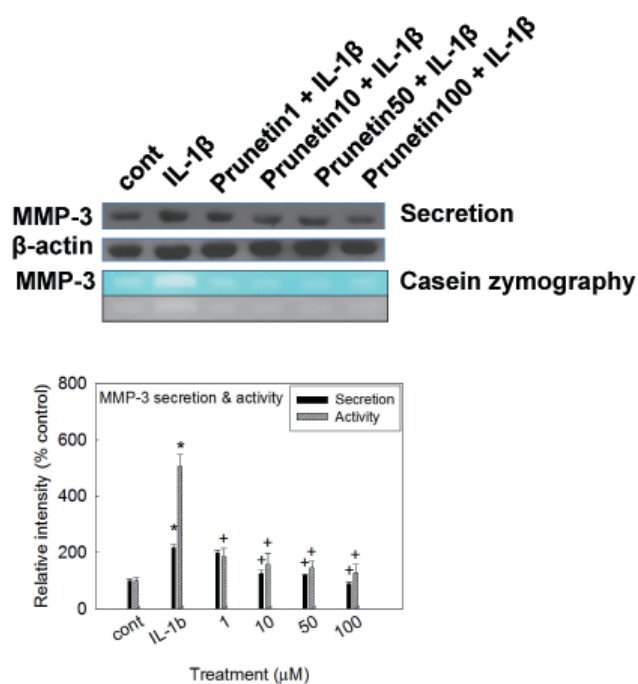 cont
IL-1β
Prunetin1 + IL-1β
Prunetin10 + IL-1β
Prunetin50 + IL-1β
Prunetin100 + IL-1β
MMP-3 Secretion
β-actin
MMP-3 Casein zymography
MMP-3 secretion & activity
Secretion
Activity
Relative intensity (% control)
800
600
400
200
0
* *
+ + + + + + +
cont IL-1b 1 10 50 100
Treatment (μM)